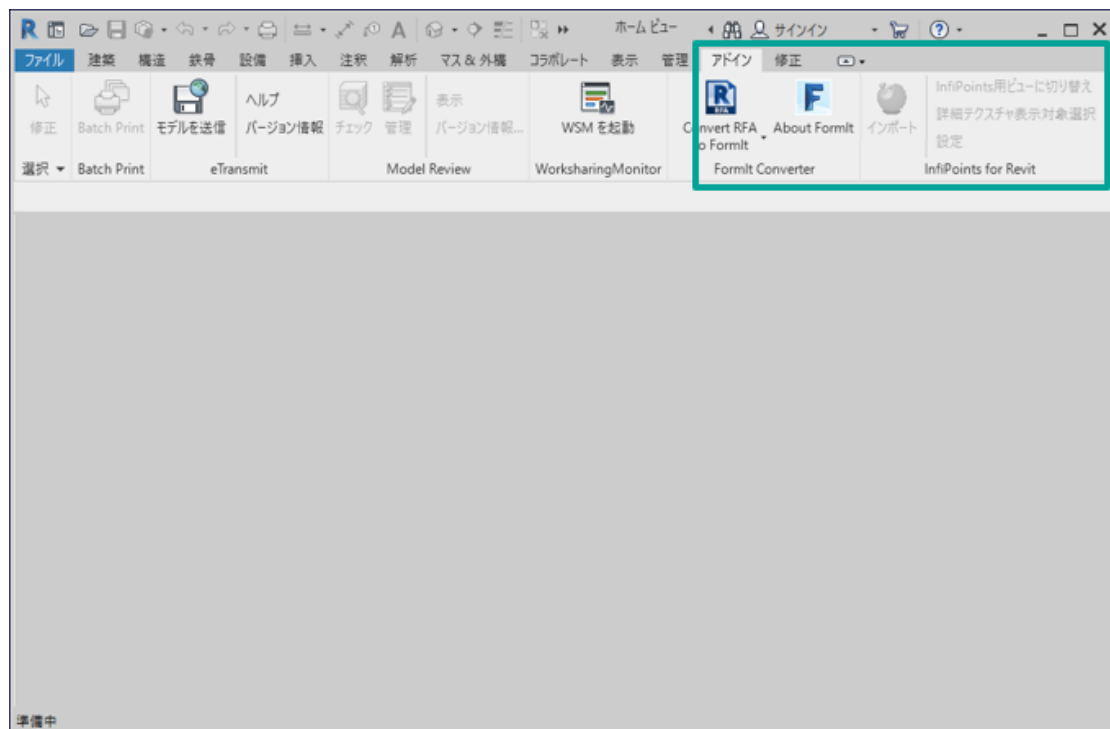 R A ホーム ビュー サインイン ?
ファイル 建築 構造 鉄骨 設備 挿入 注釈 解析 マス & 外構 コラボレート 表示 管理 アドイン 修正
修正 Batch Print モデルを送信 ヘルプ バージョン情報 チェック 管理 表示 バージョン情報... WSM を起動 Convert RFA About FormIt インポート InfiPoints用ビューに切り替え
o FormIt 詳細テクスチャ表示対象選択
設定
選択 Batch Print eTransmit Model Review WorksharingMonitor FormIt Converter InfiPoints for Revit
準備中